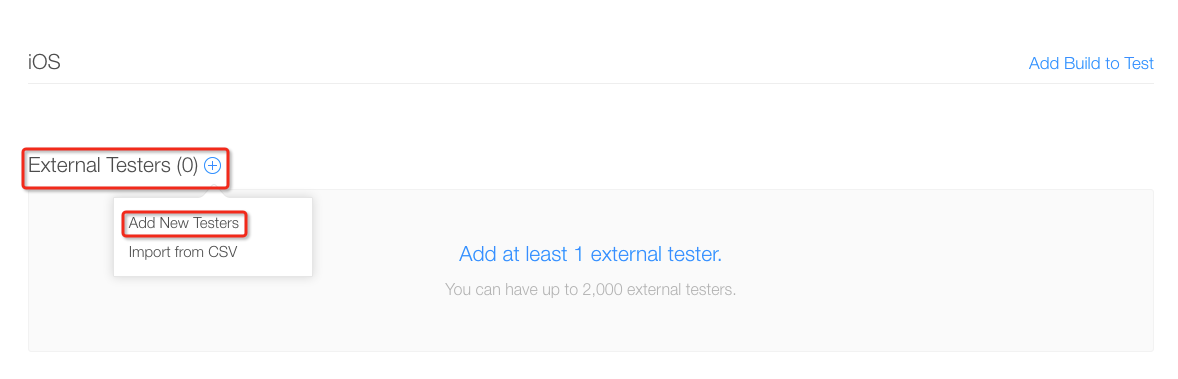 iOS
Add Build to Test
External Testers (0)
Add New Testers
Import from CSV
Add at least 1 external tester.
You can have up to 2,000 external testers.